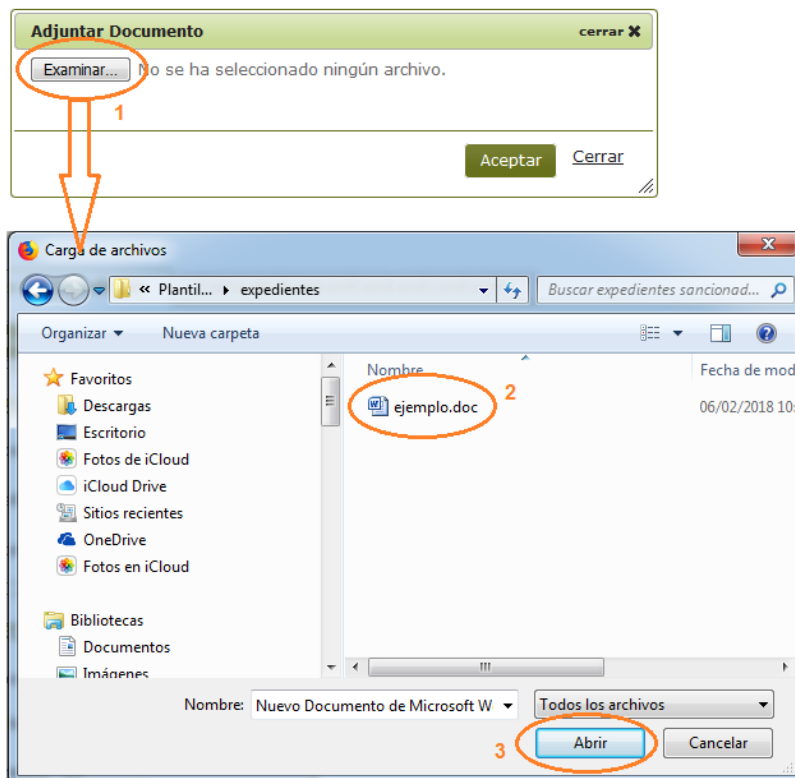 Adjuntar Documento cerrar
Examinar... No se ha seleccionado ningún archivo.
1
Aceptar Cerrar
Carga de archivos
« Plantil... expedientes Buscar expedientes sancionad...
Organizar Nueva carpeta
Favoritos
Descargas
Escritorio
Fotos de iCloud
iCloud Drive
Sitios recientes
OneDrive
Fotos en iCloud
Bibliotecas
Documentos
Imágenes
Nombre Fecha de mod
ejemplo.doc 2 06/02/2018 10:
Nombre: Nuevo Documento de Microsoft W Todos los archivos
3 Abrir Cancelar